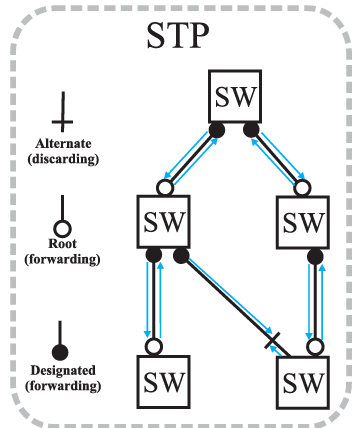 STP
SW
Alternate
(discarding)
SW
SW
Root
(forwarding)
Designated
(forwarding)
SW
SW